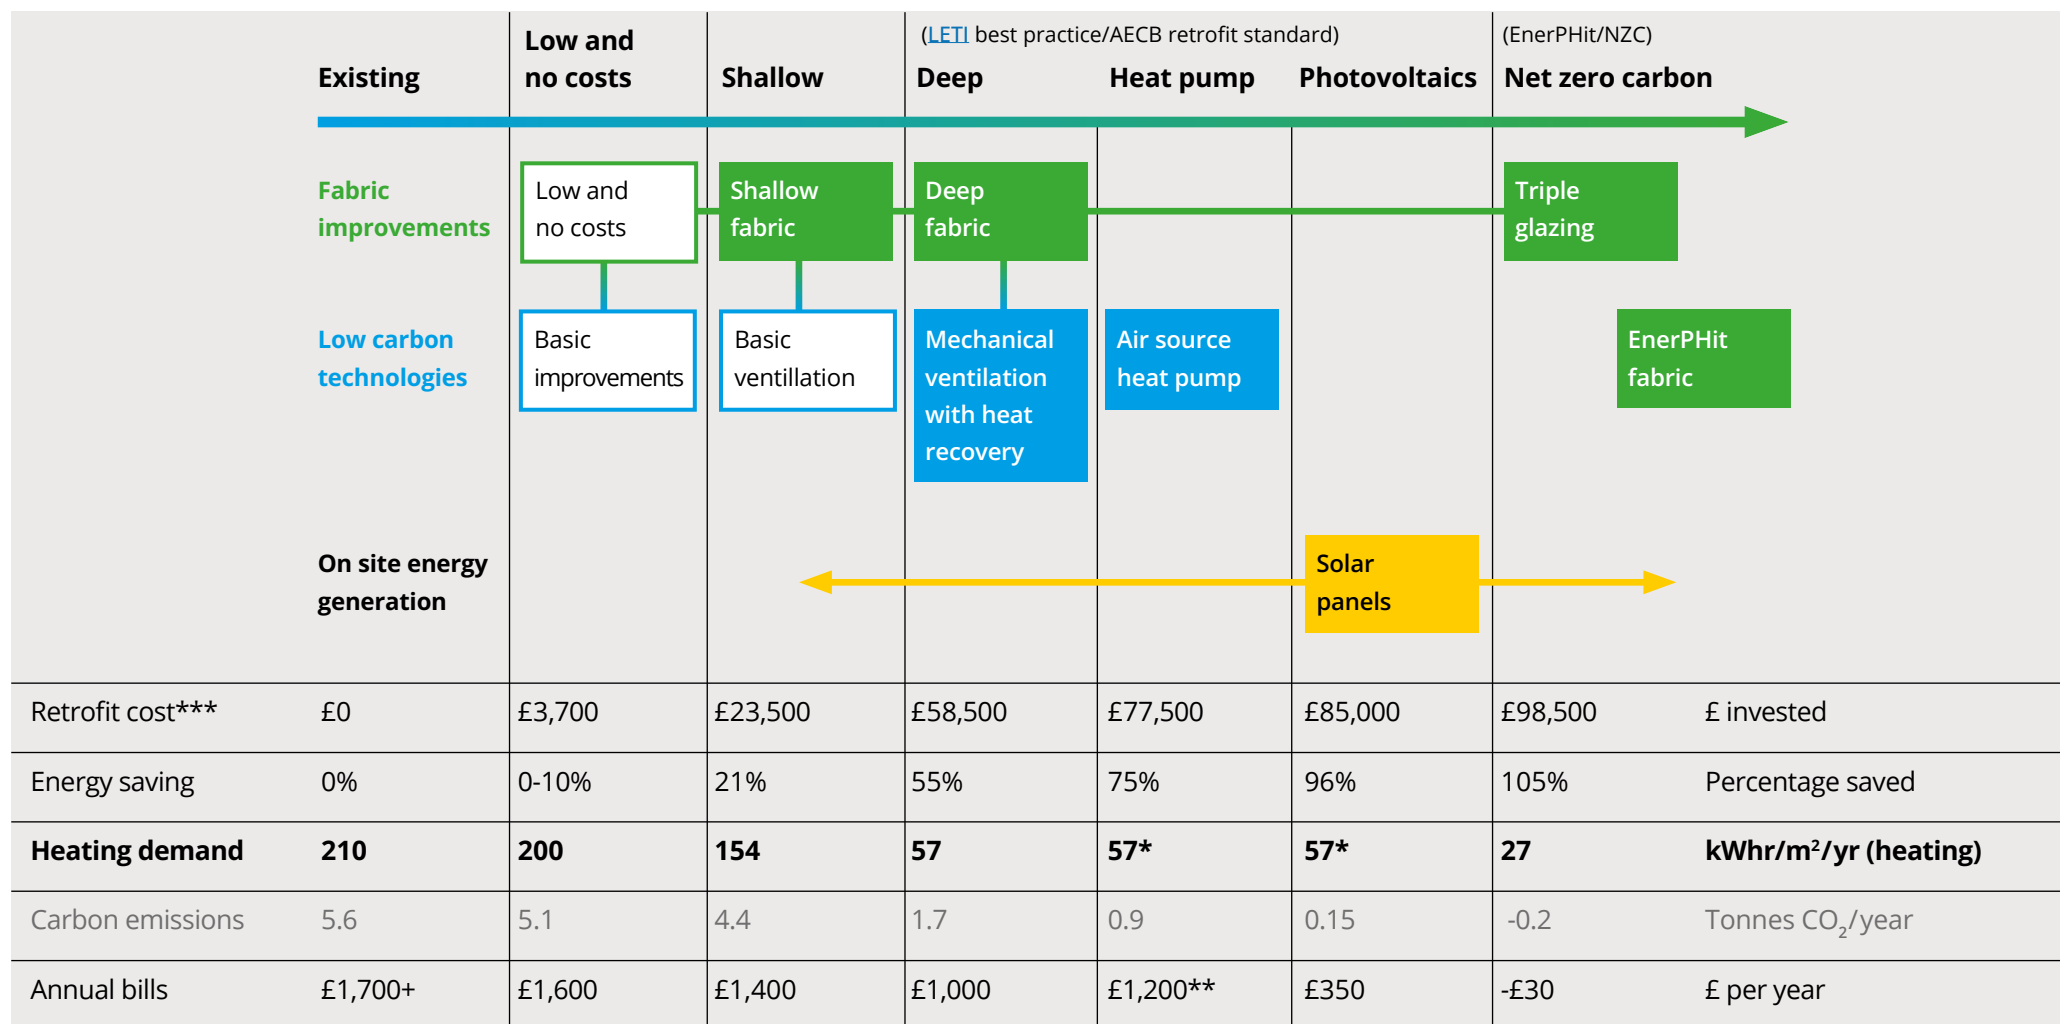 (LETI best practice/AECB retrofit standard)
(EnerPHit/NZC)
Existing
Low and
no costs
Shallow
Deep
Heat pump
Photovoltaics
Net zero carbon
Fabric
improvements
Low and
no costs
Shallow
fabric
Deep
fabric
Triple
glazing
Low carbon
technologies
Basic
improvements
Basic
ventillation
Mechanical
ventilation
with heat
recovery
Air source
heat pump
EnerPHit
fabric
On site energy
generation
Solar
panels
Retrofit cost*** £0 £3,700 £23,500 £58,500 £77,500 £85,000 £98,500 £ invested
Energy saving 0% 0-10% 21% 55% 75% 96% 105% Percentage saved
Heating demand 210 200 154 57 57* 57* 27 kWhr/m²/yr (heating)
Carbon emissions 5.6 5.1 4.4 1.7 0.9 0.15 -0.2 Tonnes CO₂/year
Annual bills £1,700+ £1,600 £1,400 £1,000 £1,200** £350 -£30 £ per year